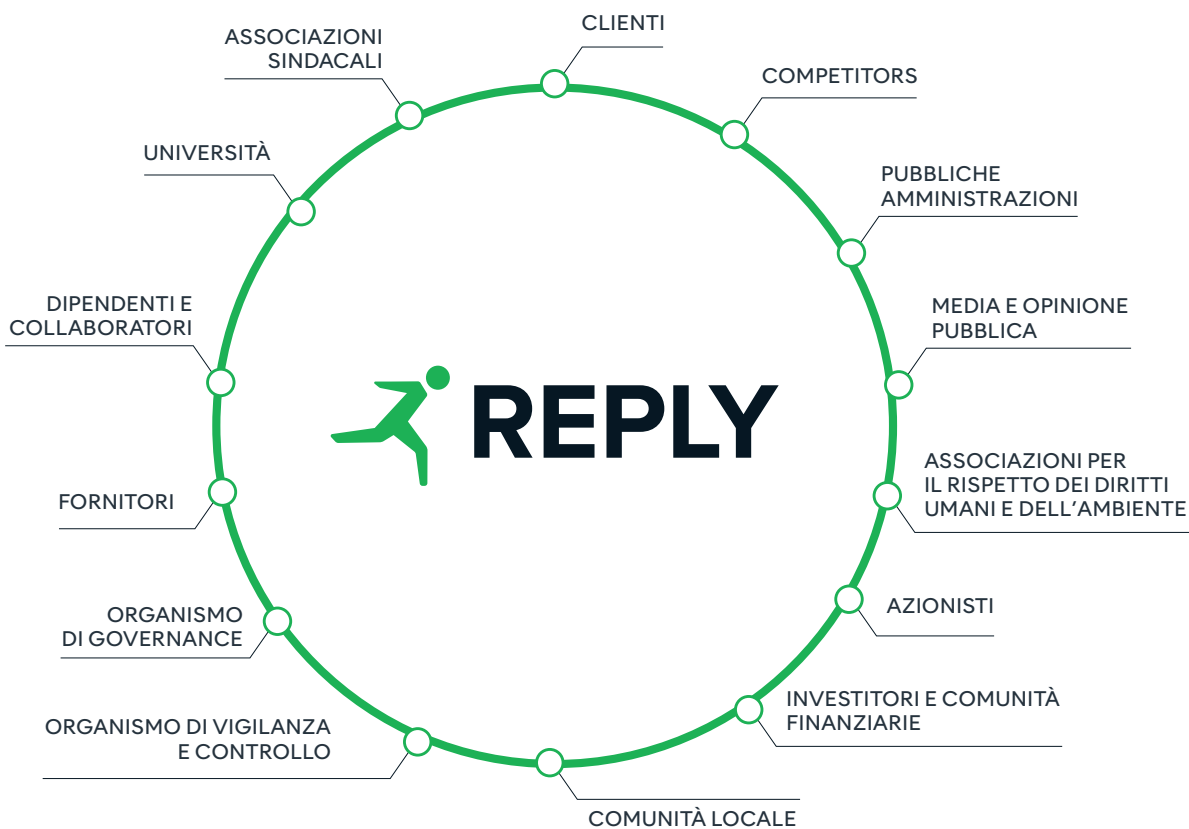 CLIENTI
ASSOCIAZIONI
SINDACALI
COMPETITORS
UNIVERSITÀ
PUBBLICHE
AMMINISTRAZIONI
DIPENDENTI E
COLLABORATORI
MEDIA E OPINIONE
PUBBLICA
REPLY
FORNITORI
ASSOCIAZIONI PER
IL RISPETTO DEI DIRITTI
UMANI E DELL'AMBIENTE
ORGANISMO
DI GOVERNANCE
AZIONISTI
ORGANISMO DI VIGILANZA
E CONTROLLO
INVESTITORI E COMUNITÀ
FINANZIARIE
COMUNITÀ LOCALE